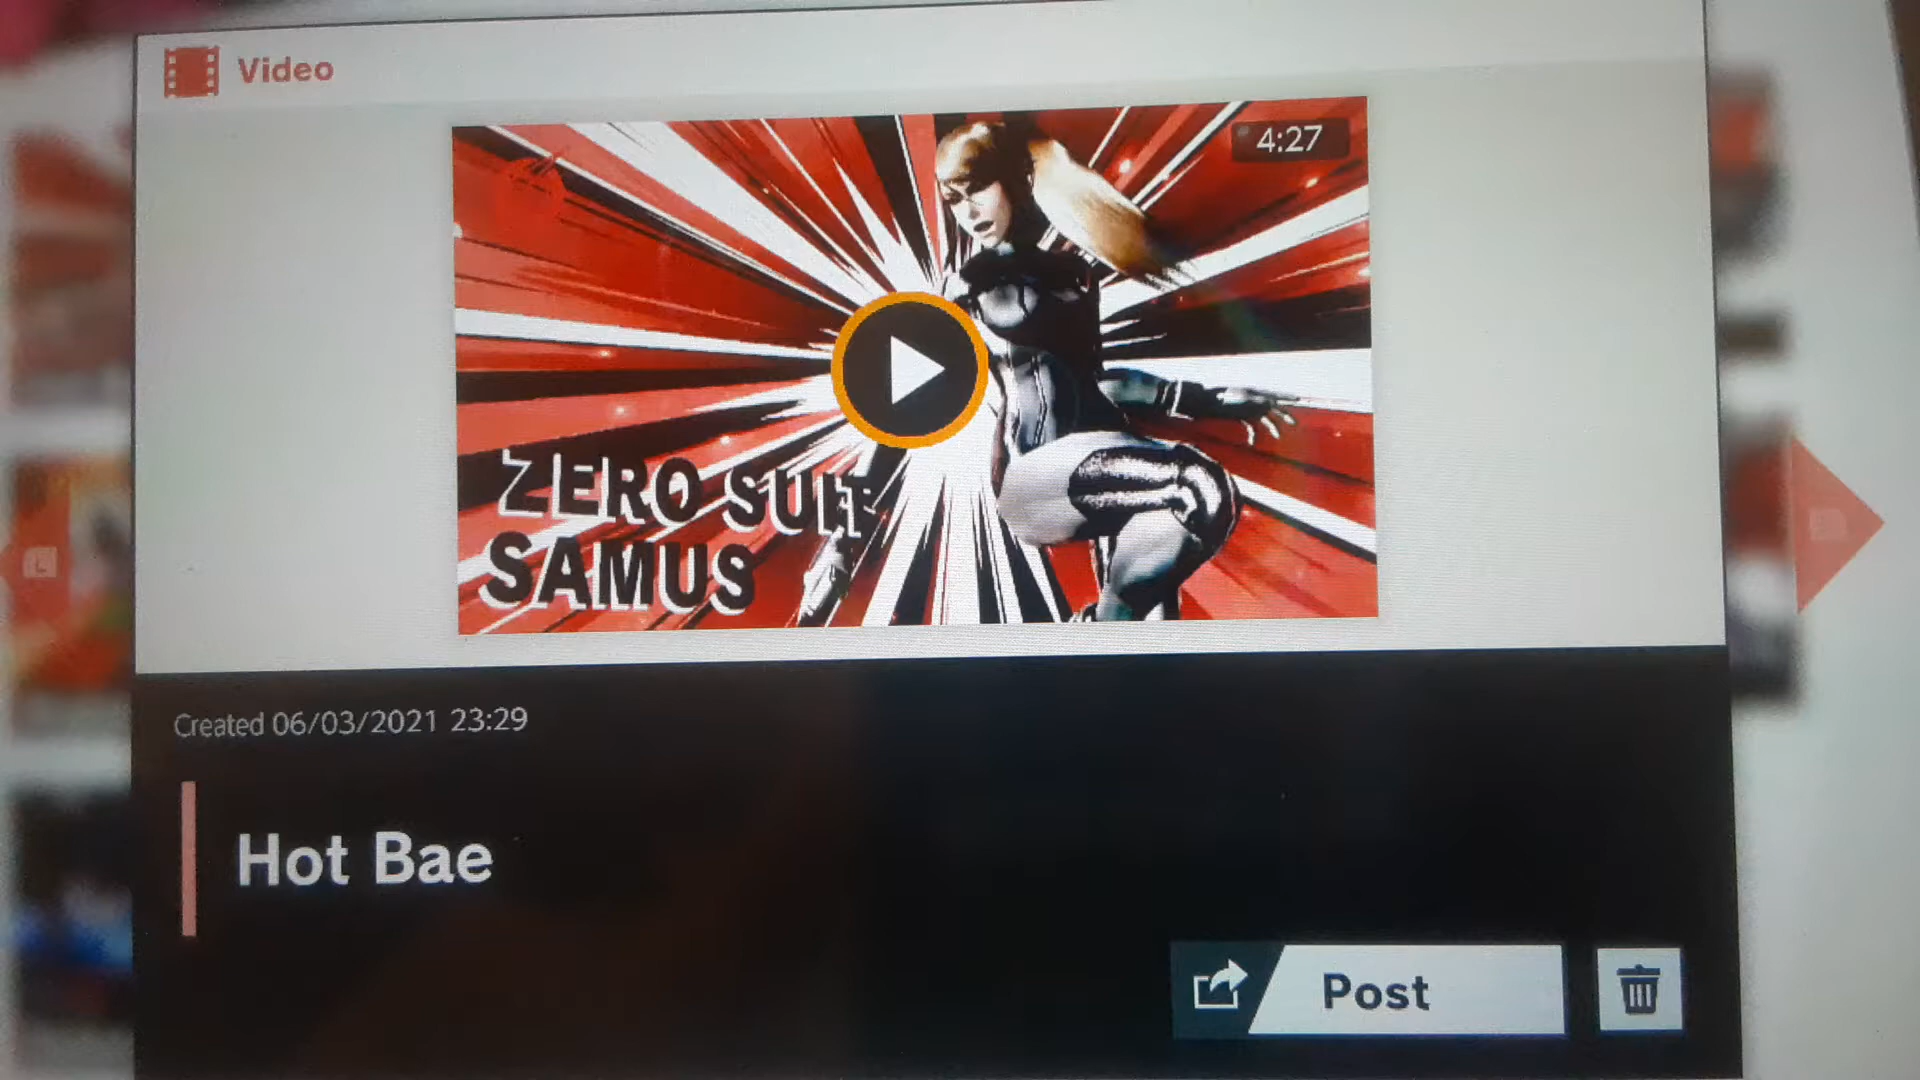 Video
4:27
ZERO SUIT
SAMUS
Created 06/03/2021 23:29
Hot Bae
Post
L